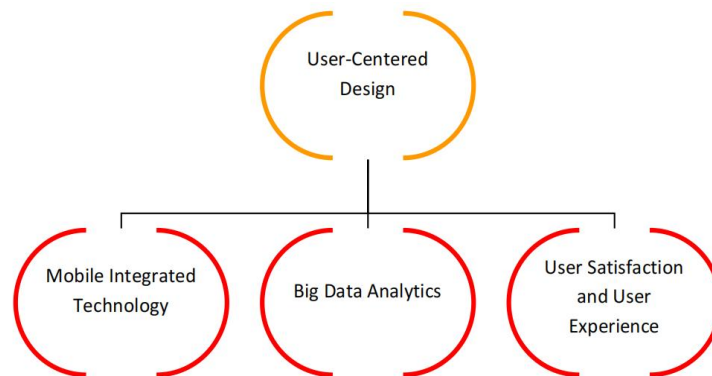 User-Centered
Design
Mobile Integrated
Technology
Big Data Analytics
User Satisfaction
and User
Experience